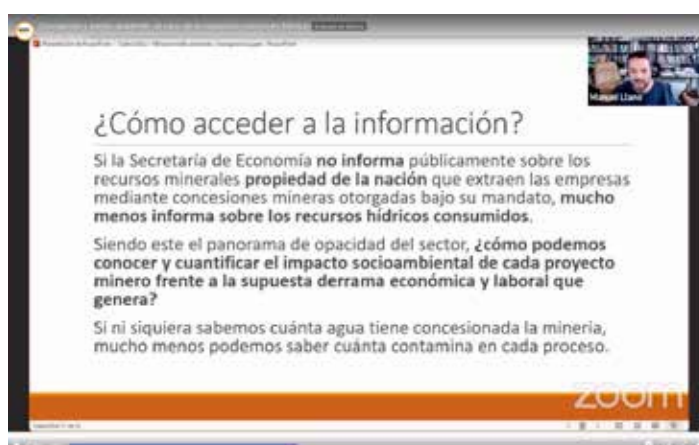 Manuel Llano
¿Cómo acceder a la información?
Si la Secretaría de Economía no informa públicamente sobre los
recursos minerales propiedad de la nación que extraen las empresas
mediante concesiones mineras otorgadas bajo su mandato, mucho
menos informa sobre los recursos hídricos consumidos.
Siendo este el panorama de opacidad del sector, ¿cómo podemos
conocer y cuantificar el impacto socioambiental de cada proyecto
minero frente a la supuesta derrama económica y laboral que
genera?
Si ni siquiera sabemos cuánta agua tiene concesionada la minería,
mucho menos podemos saber cuánta contamina en cada proceso.
zoom